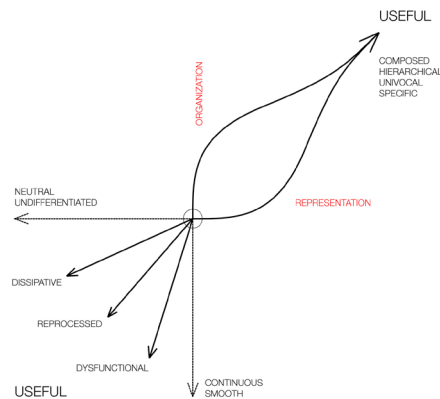 USEFUL
COMPOSED
HIERARCHICAL
UNIVOCAL
SPECIFIC
ORGANIZATION
REPRESENTATION
NEUTRAL
UNDIFFERENTIATED
DISSIPATIVE
REPROCESSED
DYSFUNCTIONAL
USEFUL
CONTINUOUS
SMOOTH